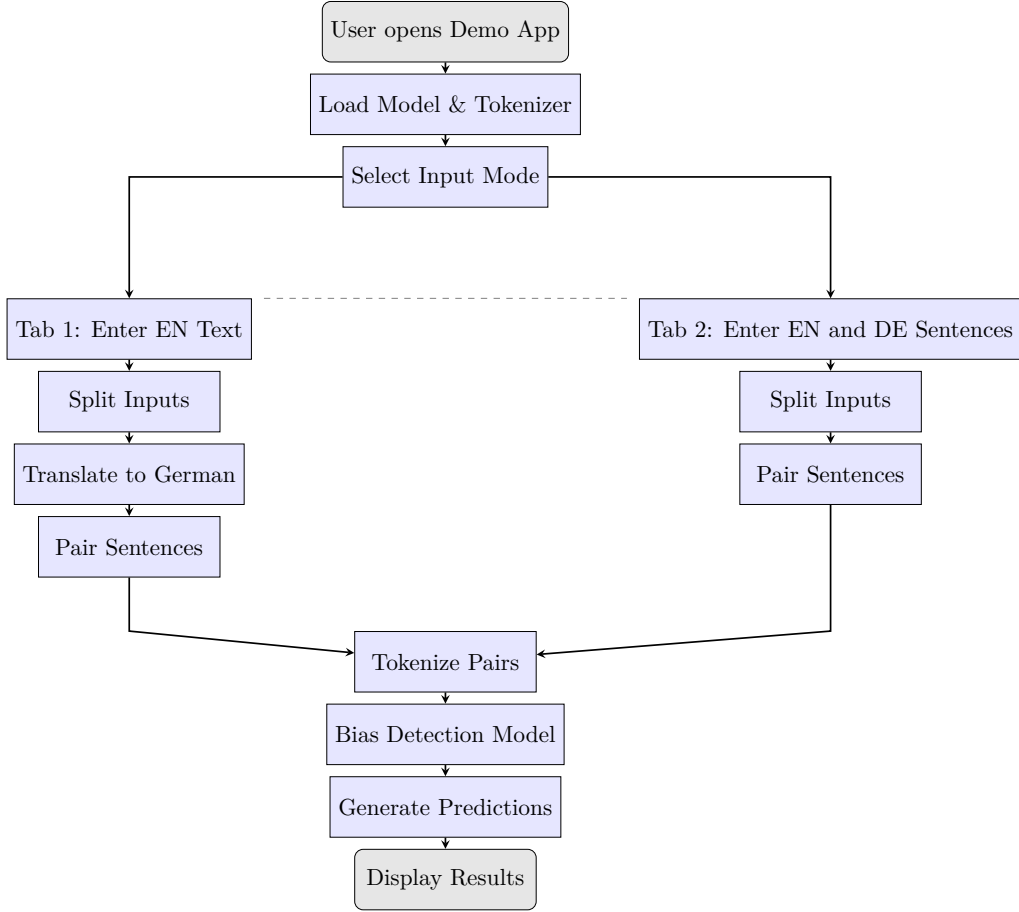 User opens Demo App
Load Model & Tokenizer
Select Input Mode
Tab 1: Enter EN Text
Split Inputs
Translate to German
Pair Sentences
Tab 2: Enter EN and DE Sentences
Split Inputs
Pair Sentences
Tokenize Pairs
Bias Detection Model
Generate Predictions
Display Results